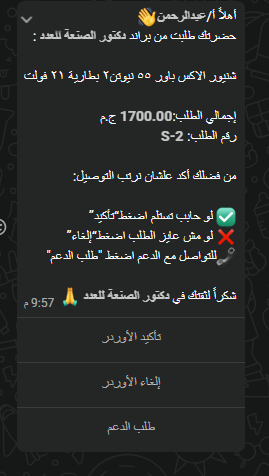 أهلاً أ/عبدالرحمن👋
حضرتك طلبت من براند دكتور الصنعة للعدد :
شنيور الاكس باور ٥٥ نيوتن٢ بطارية ٢١ فولت
إجمالي الطلب:1700.00 ج.م
رقم الطلب: S-2
من فضلك أكد علشان نرتب التوصيل:
✅ لو حابب تستلم اضغط"تأكيد"
❌ لو مش عايز الطلب اضغط"إلغاء"
📞للتواصل مع الدعم اضغط "طلب الدعم"
شكراً لثقتك في دكتور الصنعة للعدد 🙏
9:57 م
تأكيد الأوردر
إلغاء الأوردر
طلب الدعم